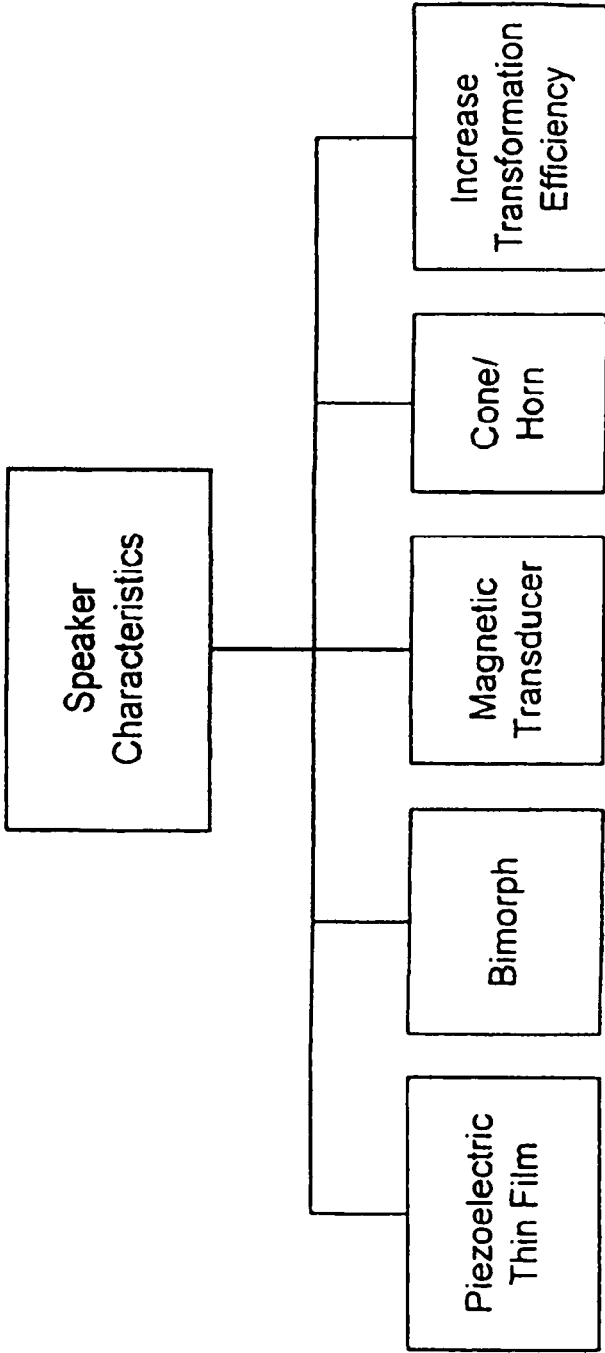 Speaker
Characteristics
Piezoelectric
Thin Film
Bimorph
Magnetic
Transducer
Cone/
Horn
Increase
Transformation
Efficiency